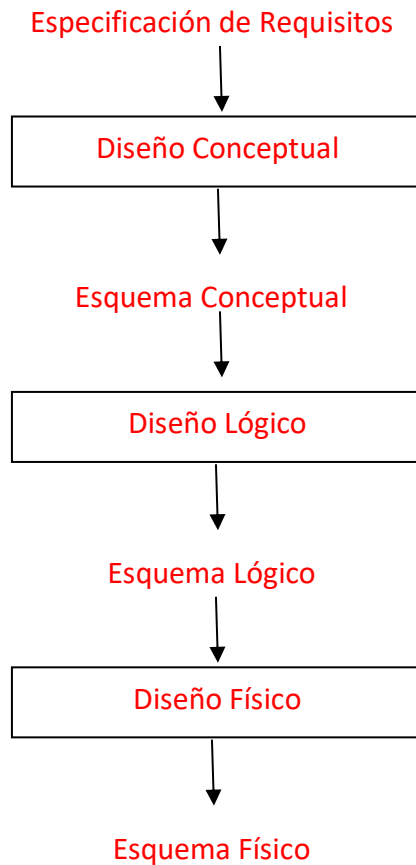 Especificación de Requisitos
Diseño Conceptual
Esquema Conceptual
Diseño Lógico
Esquema Lógico
Diseño Físico
Esquema Físico